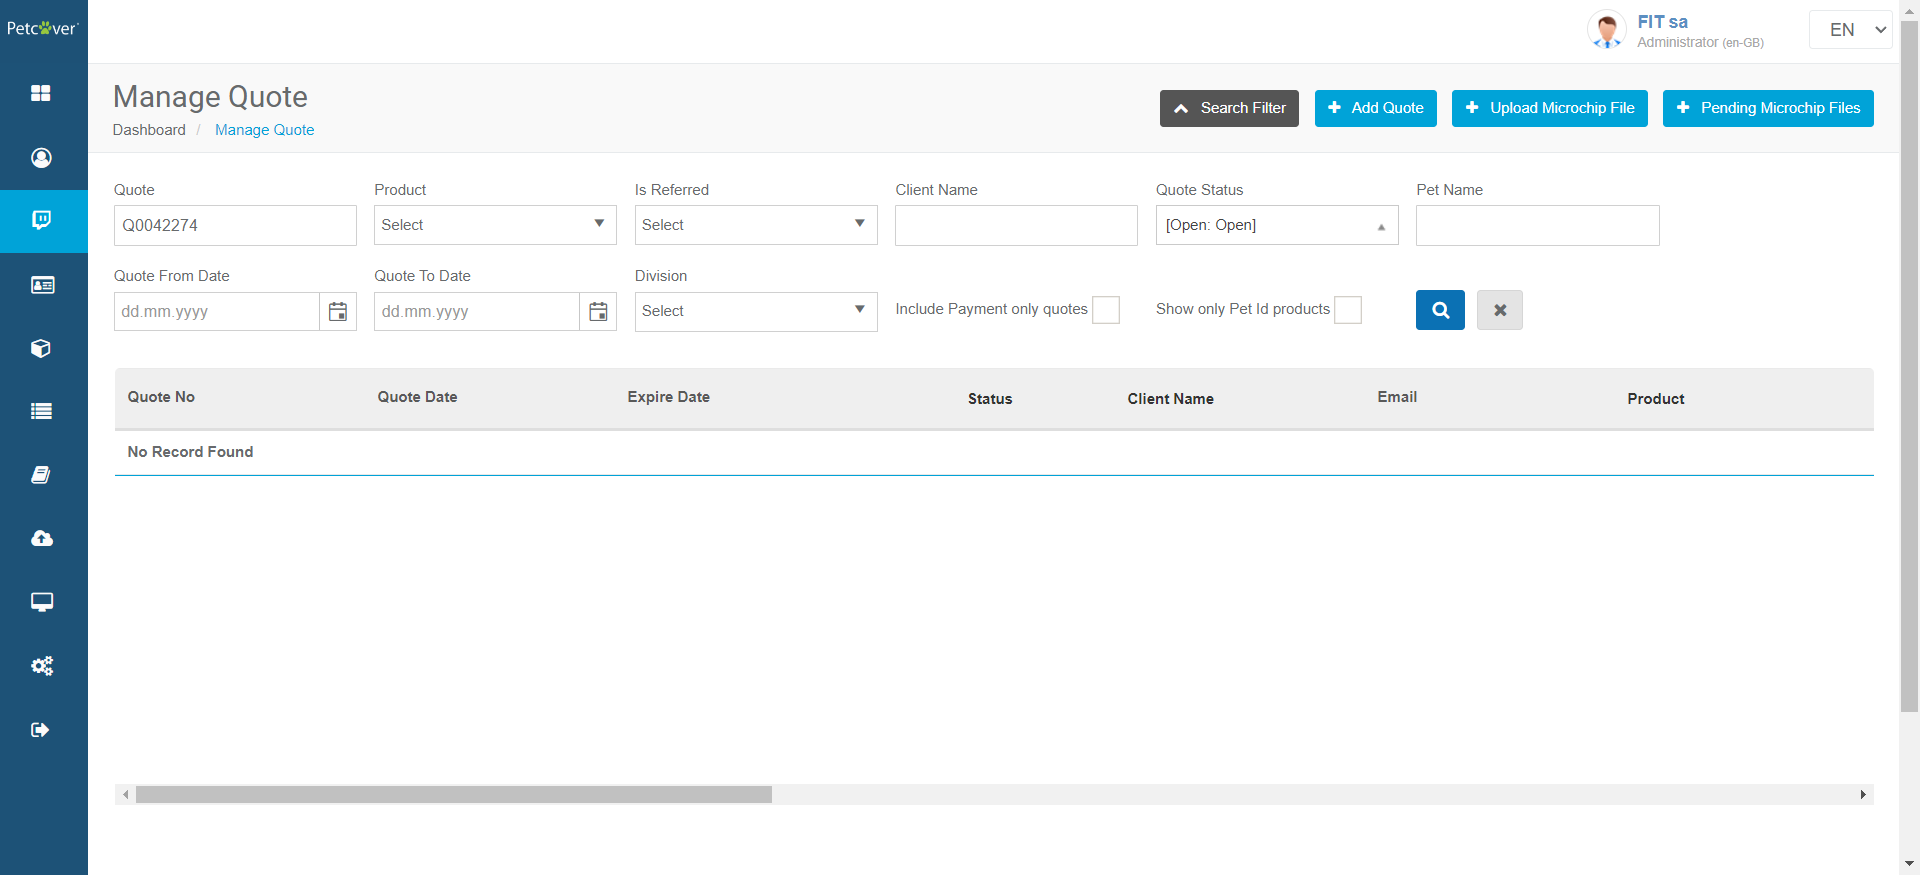 Petcover
FIT sa
Administrator (en-GB)
EN
Manage Quote
Dashboard / Manage Quote
Search Filter
Add Quote
Upload Microchip File
Pending Microchip Files
Quote
Product
Is Referred
Client Name
Quote Status
Pet Name
Q0042274
Select
Select
[Open: Open]
Quote From Date
Quote To Date
Division
dd.mm.yyyy
dd.mm.yyyy
Select
Include Payment only quotes
Show only Pet Id products
Quote No
Quote Date
Expire Date
Status
Client Name
Email
Product
No Record Found